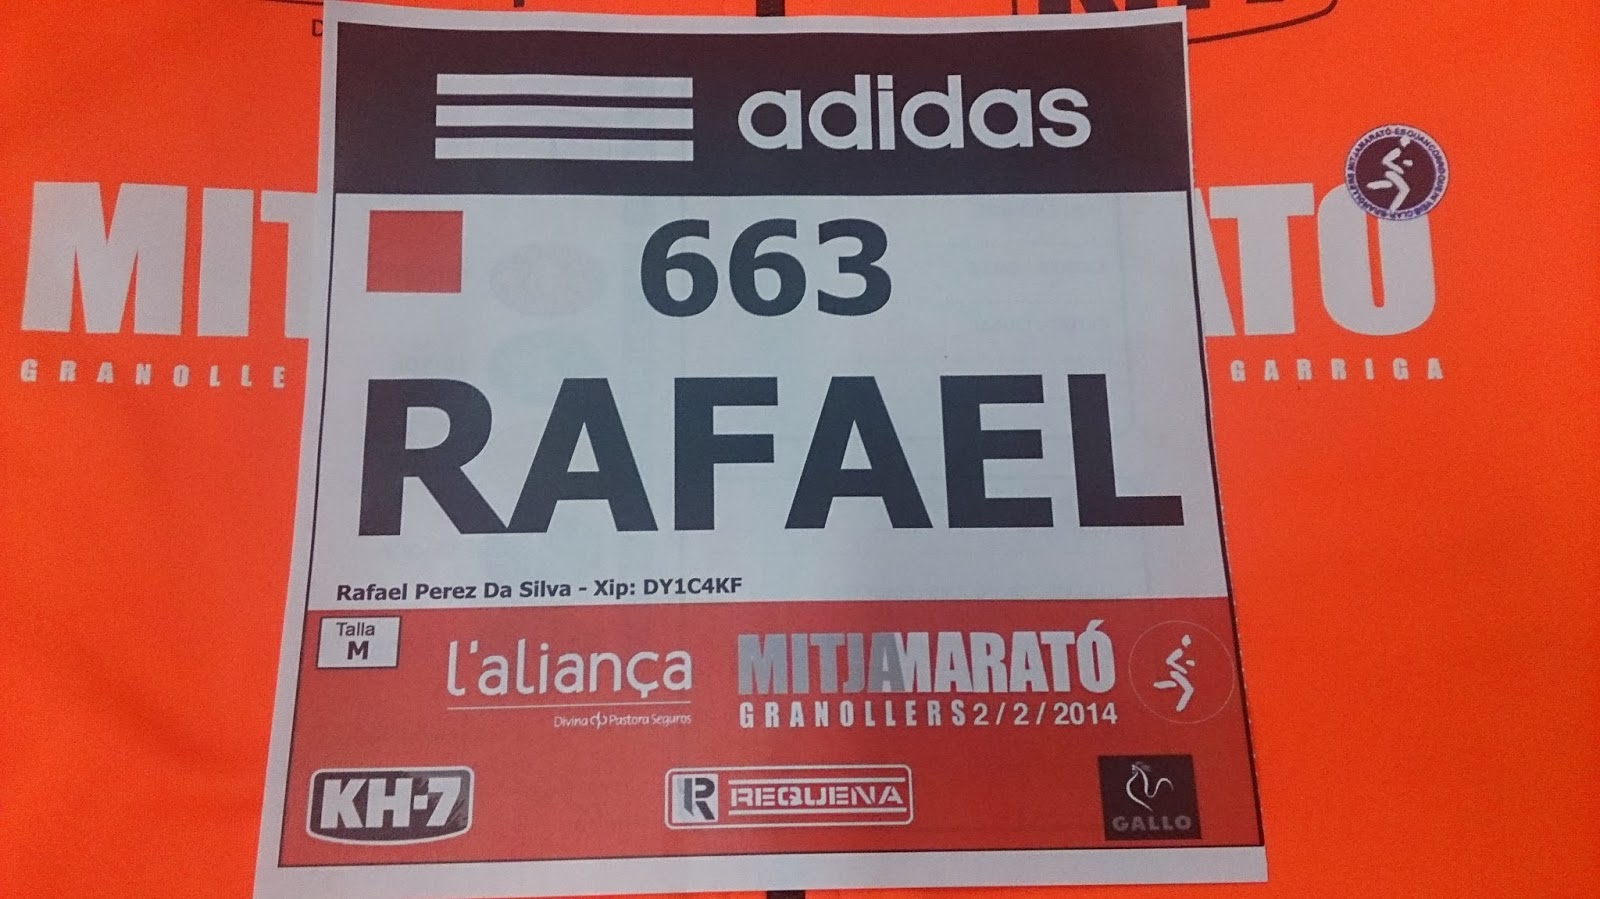 adidas
MIT
ATÓ
GRANOLLE
GARRIGA
663
RAFAEL
Rafael Perez Da Silva - Xip: DY1C4KF
Talla
M
l'aliança
Divina Pastora Seguros
MITJAMARATÓ
GRANOLLERS 2/2/2014
KH-7
R REQUENA
GALLO